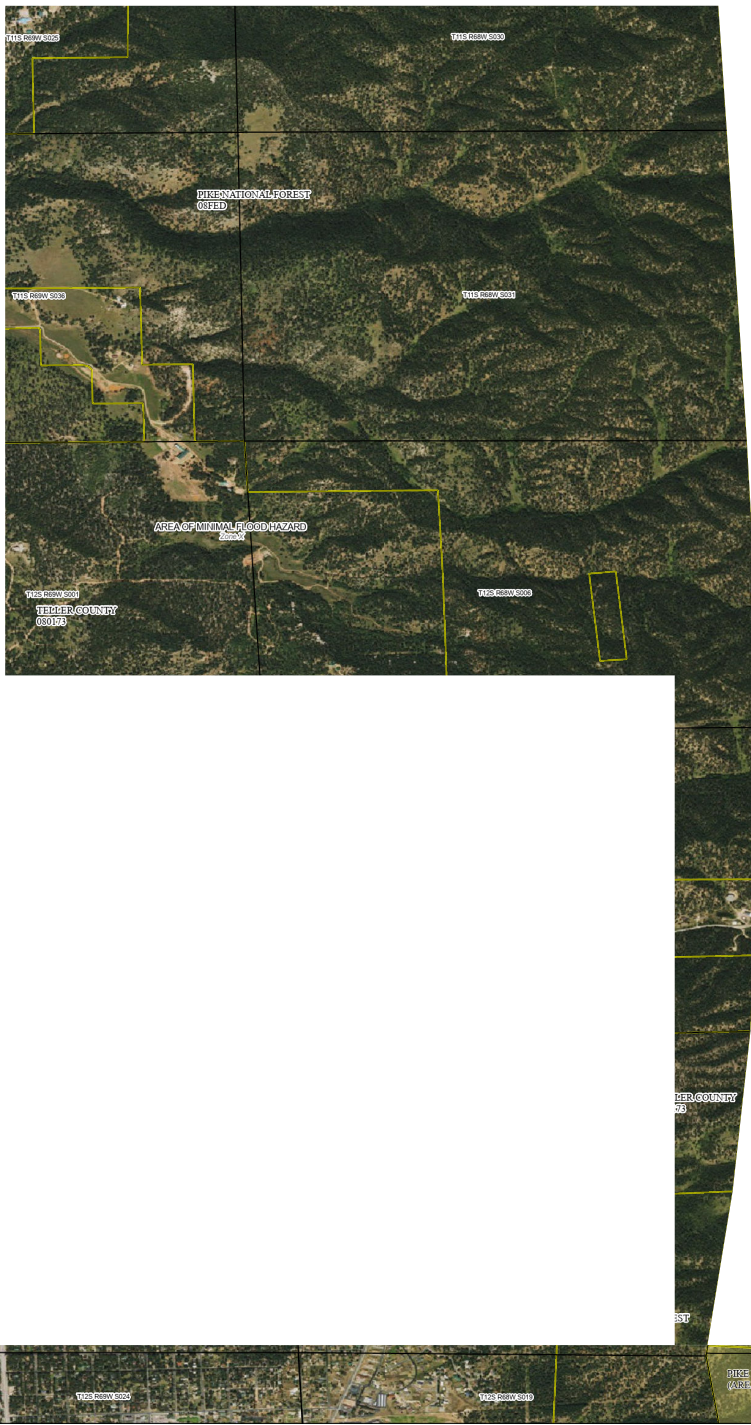 T11S R69W S025
T11S R68W S030
PIKE NATIONAL FOREST
08FED
T11S R69W S036
T11S R68W S031
AREA OF MINIMAL FLOOD HAZARD
Zone X
T12S R69W S001
T12S R68W S006
TELLER COUNTY
080173
LER COUNTY
73
EST
PIKE
(ARE
T12S R69W S024
T12S R68W S019